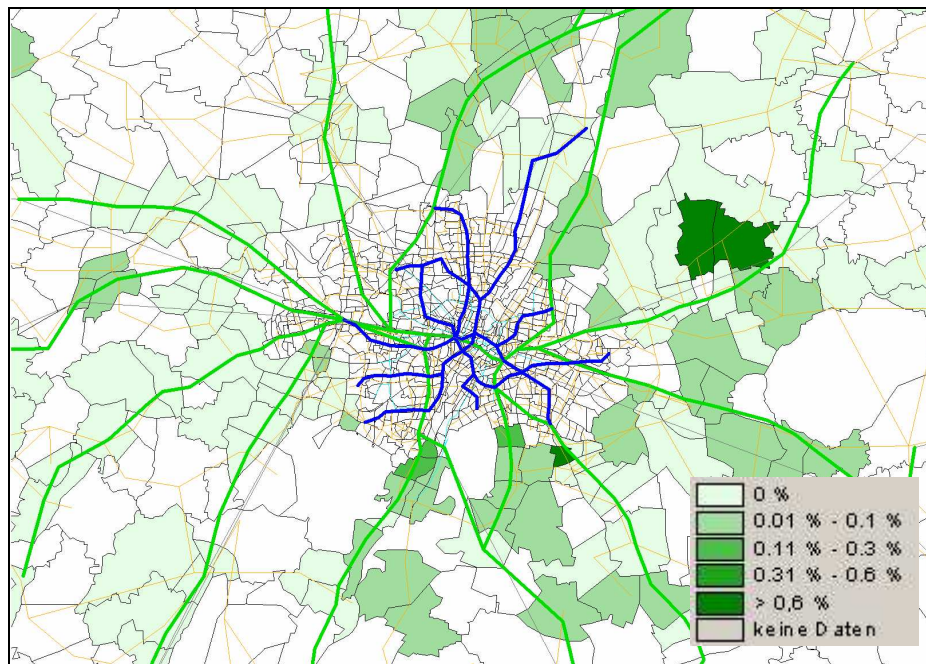 0 %
0.01 % - 0.1 %
0.11 % - 0.3 %
0.31 % - 0.6 %
> 0,6 %
keine Daten